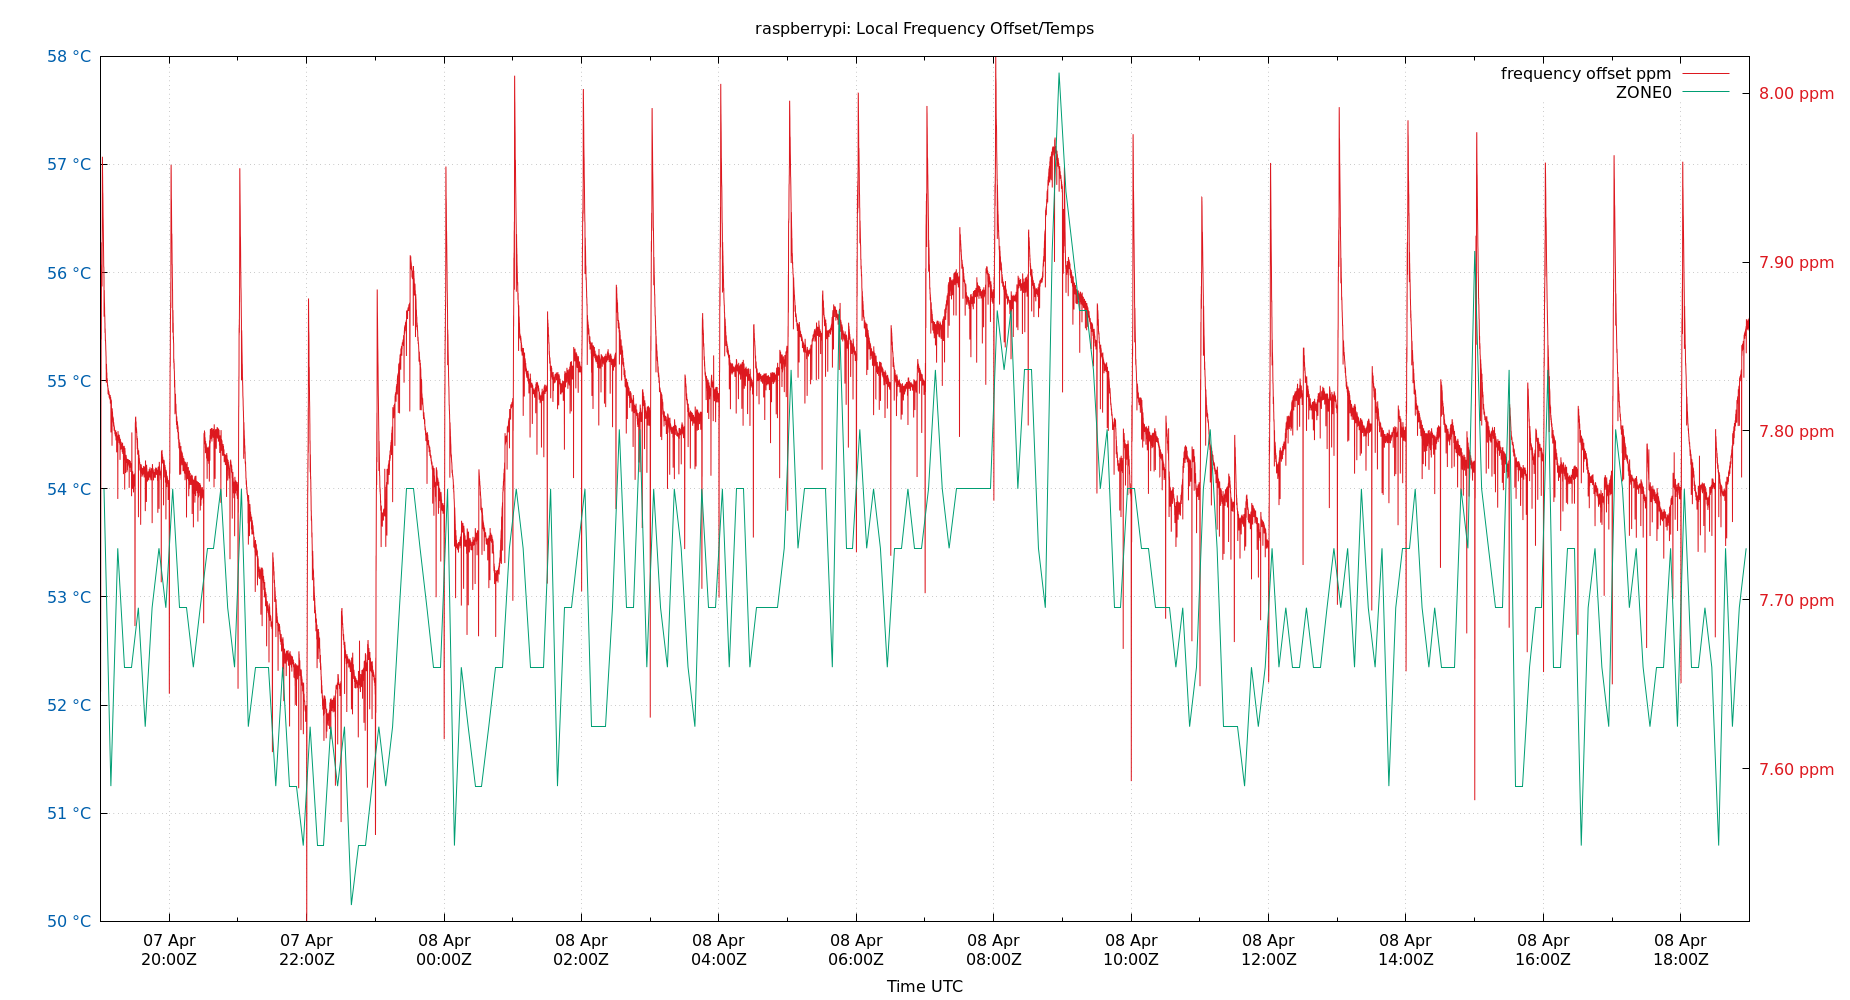 raspberrypi: Local Frequency Offset/Temps
58 °C
57 °C
56 °C
55 °C
54 °C
53 °C
52 °C
51 °C
50 °C
frequency offset ppm
ZONE0
8.00 ppm
7.90 ppm
7.80 ppm
7.70 ppm
7.60 ppm
07 Apr 07 Apr 08 Apr 08 Apr 08 Apr 08 Apr 08 Apr 08 Apr 08 Apr 08 Apr 08 Apr 08 Apr
20:00Z 22:00Z 00:00Z 02:00Z 04:00Z 06:00Z 08:00Z 10:00Z 12:00Z 14:00Z 16:00Z 18:00Z
Time UTC